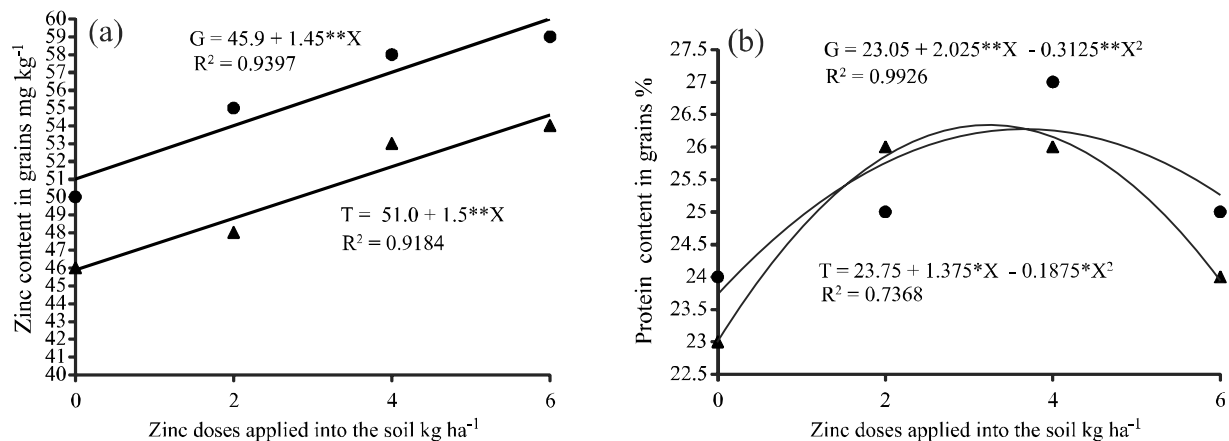 (a)
G = 45.9 + 1.45**X
R² = 0.9397
T = 51.0 + 1.5**X
R² = 0.9184
Zinc content in grains mg kg⁻¹
60
59
58
57
56
55
54
53
52
51
50
49
48
47
46
45
44
43
42
41
40
0 2 4 6
Zinc doses applied into the soil kg ha⁻¹
(b)
G = 23.05 + 2.025**X - 0.3125**X²
R² = 0.9926
T = 23.75 + 1.375*X - 0.1875*X²
R² = 0.7368
Protein content in grains %
27.5
27
26.5
26
25.5
25
24.5
24
23.5
23
22.5
0 2 4 6
Zinc doses applied into the soil kg ha⁻¹